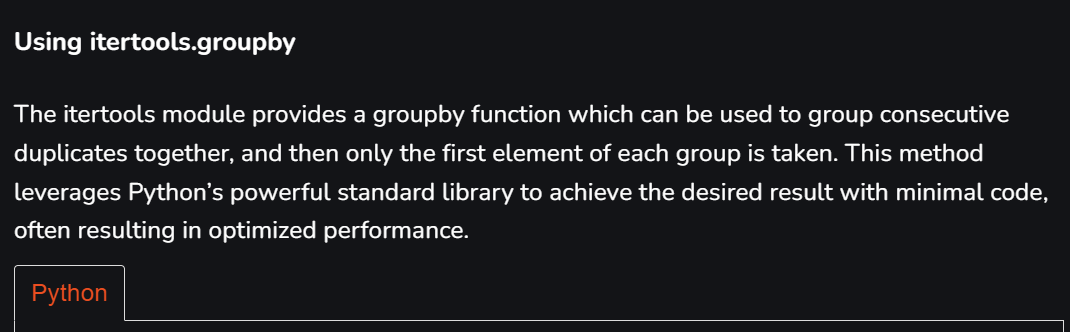 Using itertools.groupby
The itertools module provides a groupby function which can be used to group consecutive
duplicates together, and then only the first element of each group is taken. This method
leverages Python’s powerful standard library to achieve the desired result with minimal code,
often resulting in optimized performance.
Python